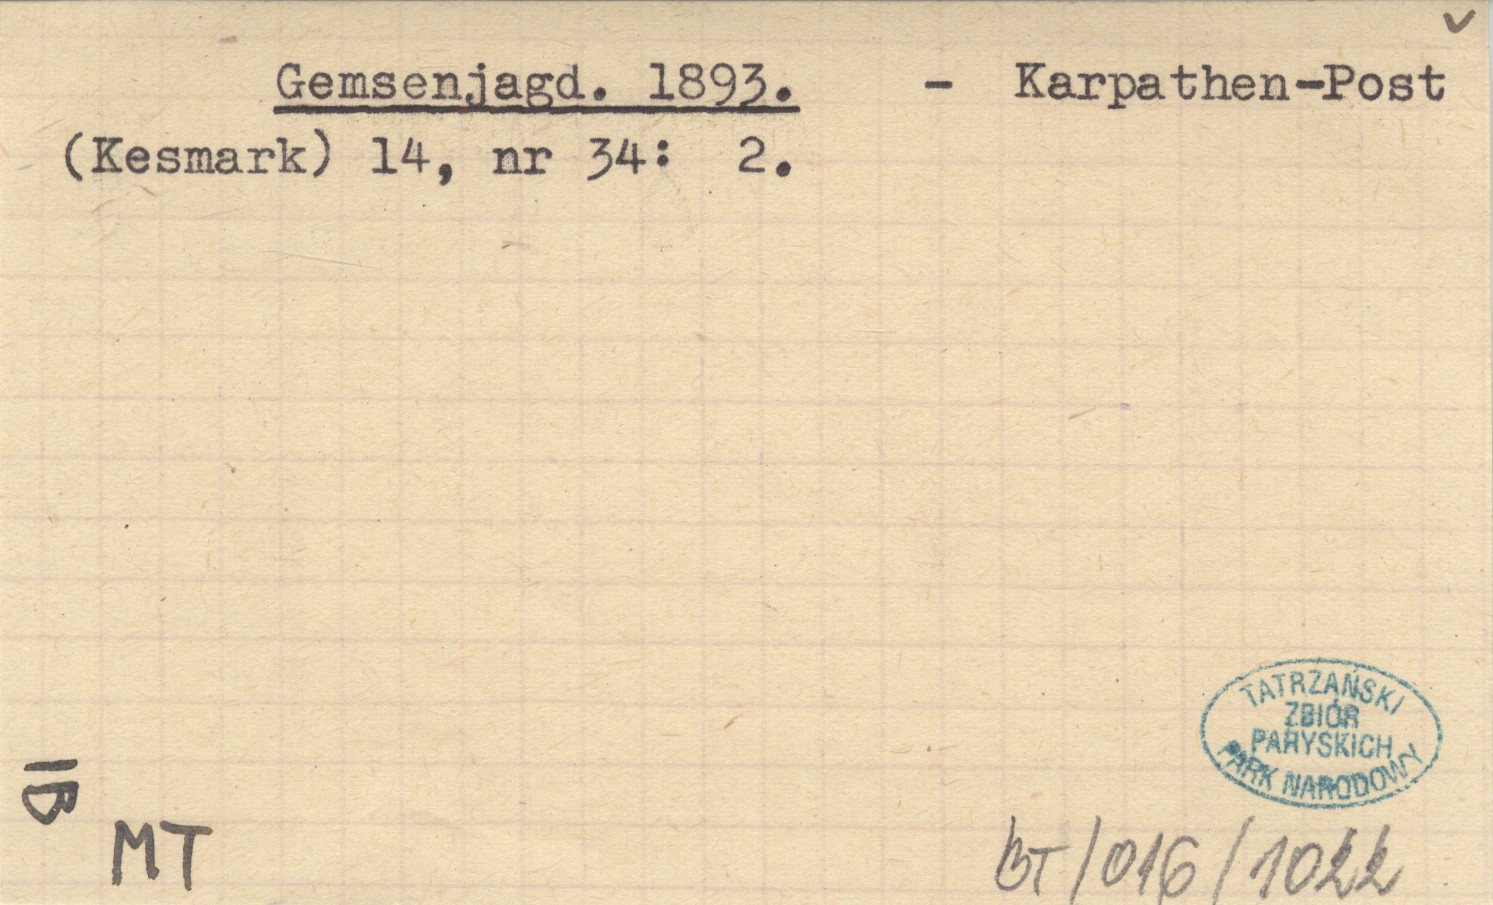 v
Gemsenjagd. 1893. - Karpathen-Post
(Kesmark) 14, nr 34: 2.
TATRZAŃSKI
ZBIÓR
PARYSKICH
PARK NARODOWY
IB
MT
BT/016/1022